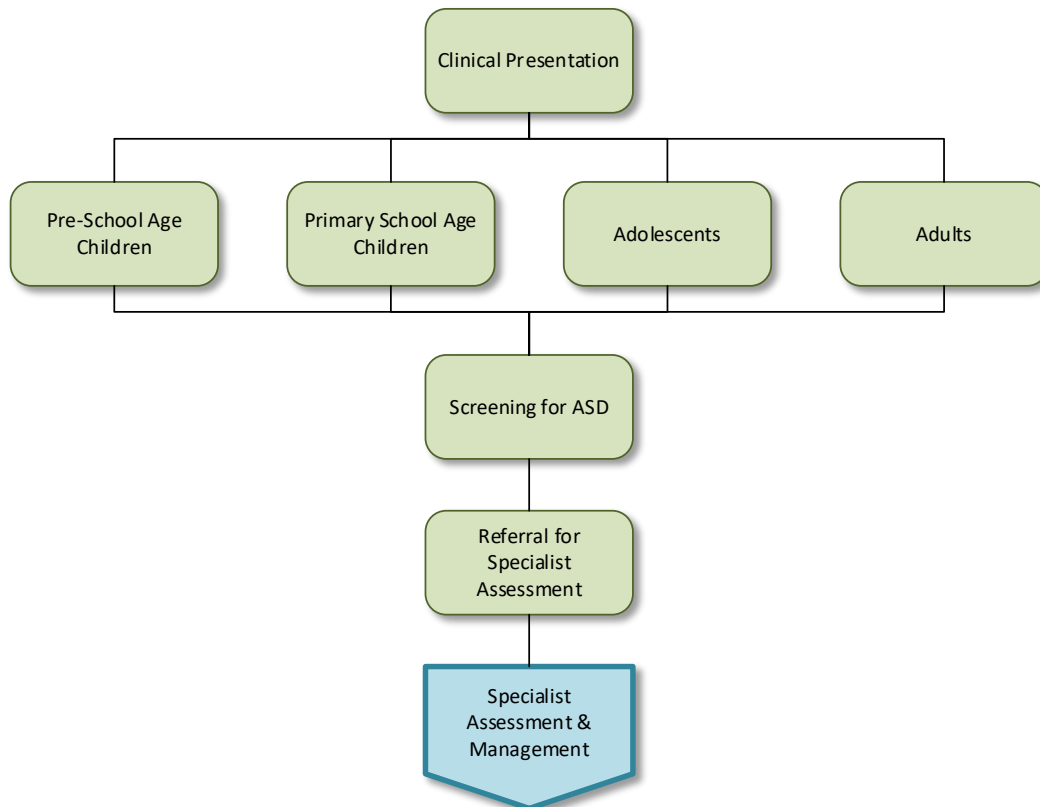 Clinical Presentation
Pre-School Age
Children
Primary School Age
Children
Adolescents
Adults
Screening for ASD
Referral for
Specialist
Assessment
Specialist
Assessment &
Management